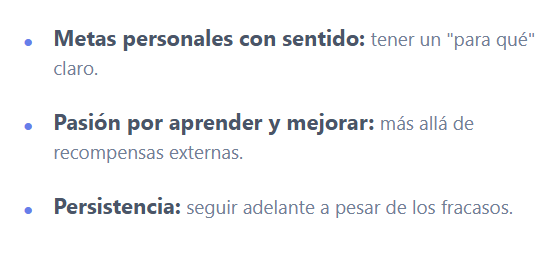 Metas personales con sentido: tener un "para qué"
claro.
Pasión por aprender y mejorar: más allá de
recompensas externas.
Persistencia: seguir adelante a pesar de los fracasos.